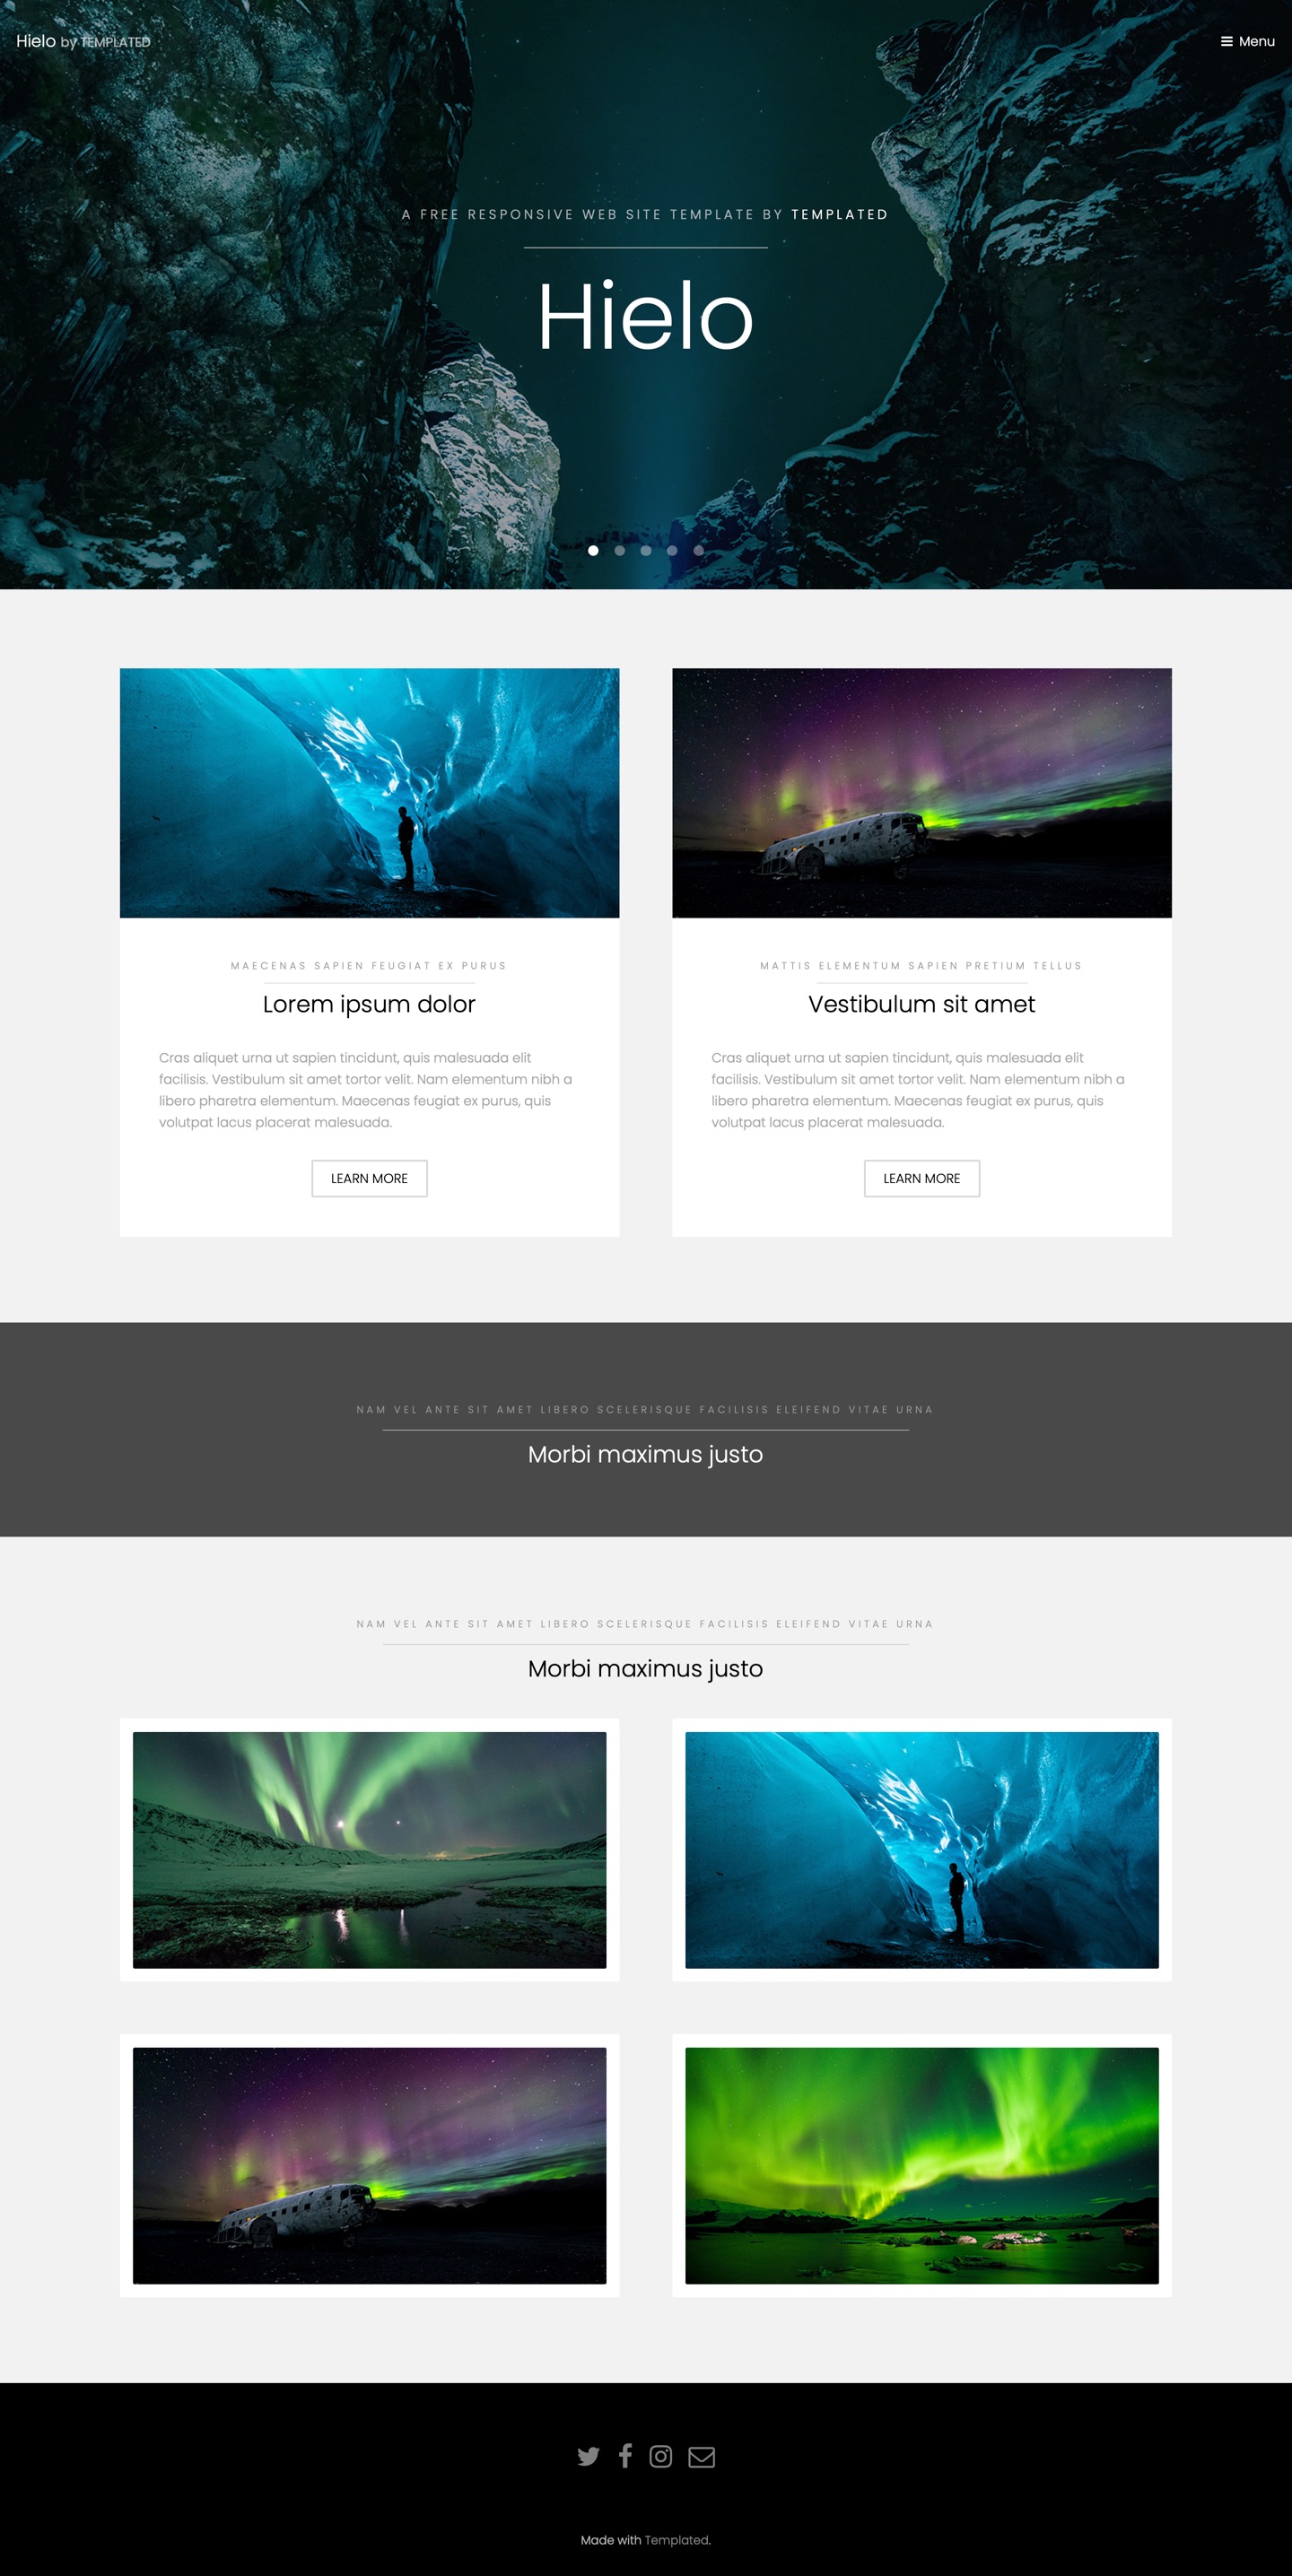 Hielo by TEMPLATED
Menu
A FREE RESPONSIVE WEB SITE TEMPLATE BY TEMPLATED
Hielo
MAECENAS SAPIEN FEUGIAT EX PURUS
Lorem ipsum dolor
Cras aliquet urna ut sapien tincidunt, quis malesuada elit
facilisis. Vestibulum sit amet tortor velit. Nam elementum nibh a
libero pharetra elementum. Maecenas feugiat ex purus, quis
volutpat lacus placerat malesuada.
LEARN MORE
MATTIS ELEMENTUM SAPIEN PRETIUM TELLUS
Vestibulum sit amet
Cras aliquet urna ut sapien tincidunt, quis malesuada elit
facilisis. Vestibulum sit amet tortor velit. Nam elementum nibh a
libero pharetra elementum. Maecenas feugiat ex purus, quis
volutpat lacus placerat malesuada.
LEARN MORE
NAM VEL ANTE SIT AMET LIBERO SCELERISQUE FACILISIS ELEIFEND VITAE URNA
Morbi maximus justo
NAM VEL ANTE SIT AMET LIBERO SCELERISQUE FACILISIS ELEIFEND VITAE URNA
Morbi maximus justo
Made with Templated.